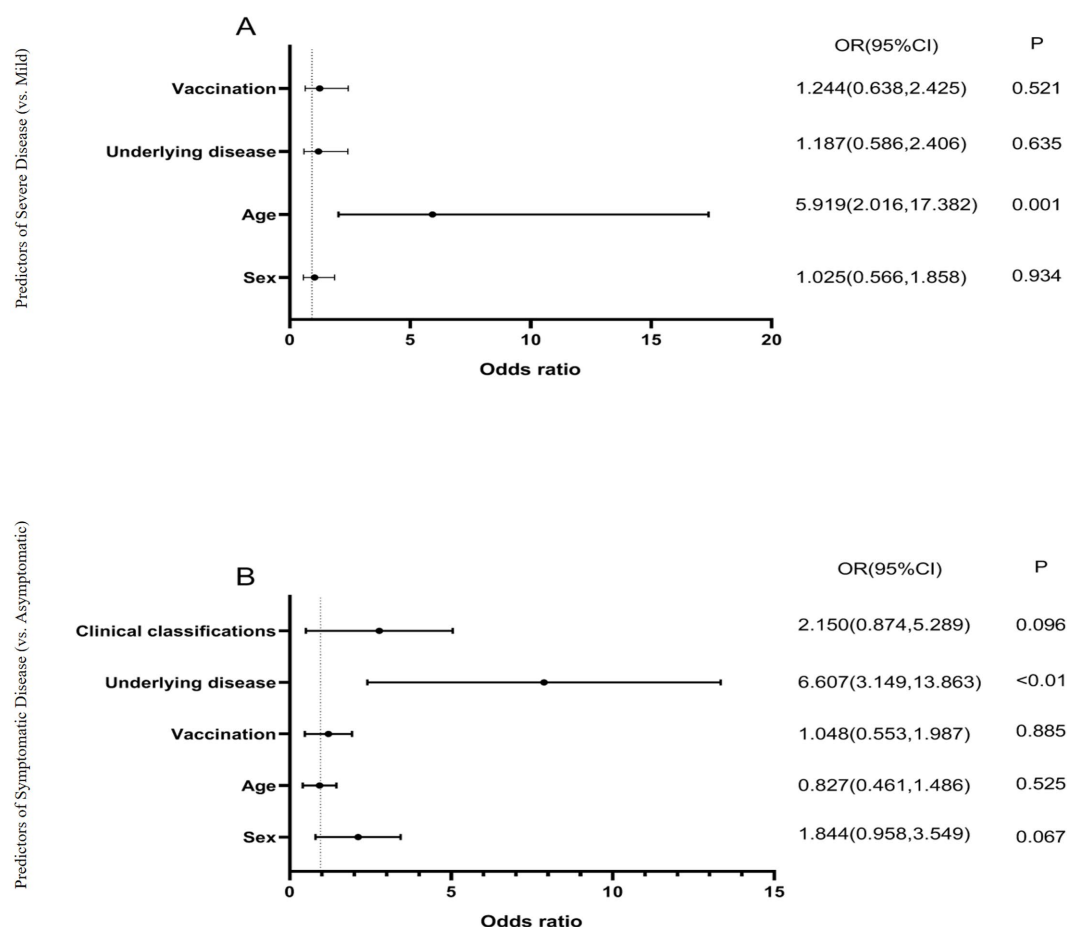 A
OR(95%CI) P
Predictors of Severe Disease (vs. Mild)
Vaccination 1.244(0.638,2.425) 0.521
Underlying disease 1.187(0.586,2.406) 0.635
Age 5.919(2.016,17.382) 0.001
Sex 1.025(0.566,1.858) 0.934
0 5 10 15 20
Odds ratio
B
OR(95%CI) P
Predictors of Symptomatic Disease (vs. Asymptomatic)
Clinical classifications 2.150(0.874,5.289) 0.096
Underlying disease 6.607(3.149,13.863) <0.01
Vaccination 1.048(0.553,1.987) 0.885
Age 0.827(0.461,1.486) 0.525
Sex 1.844(0.958,3.549) 0.067
0 5 10 15
Odds ratio